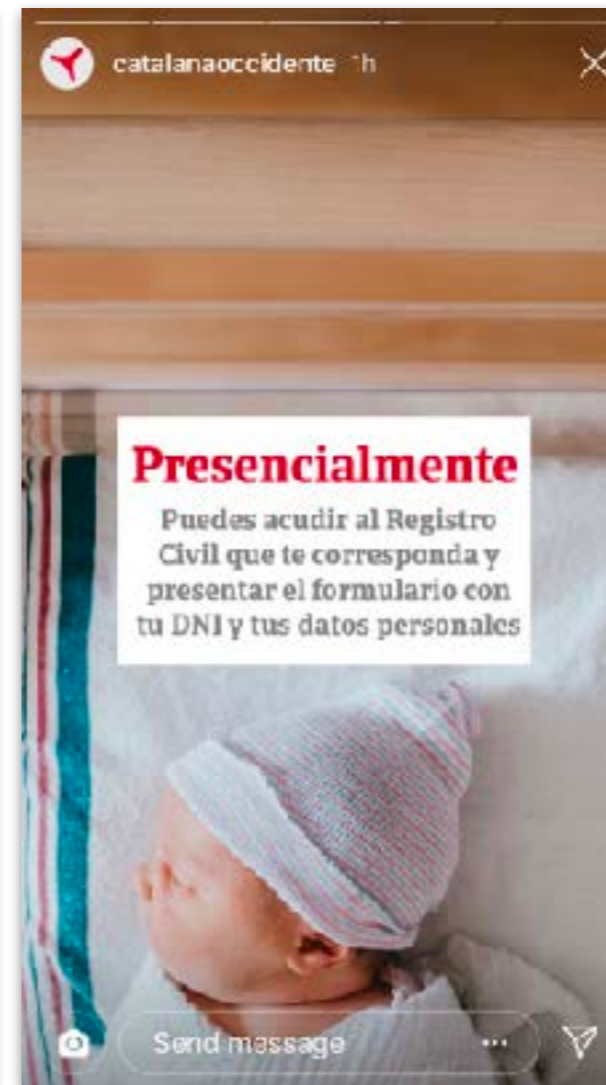 catalanaoccidente 1h
Presencialmente
Puedes acudir al Registro
Civil que te corresponda y
presentar el formulario con
tu DNI y tus datos personales
Send message